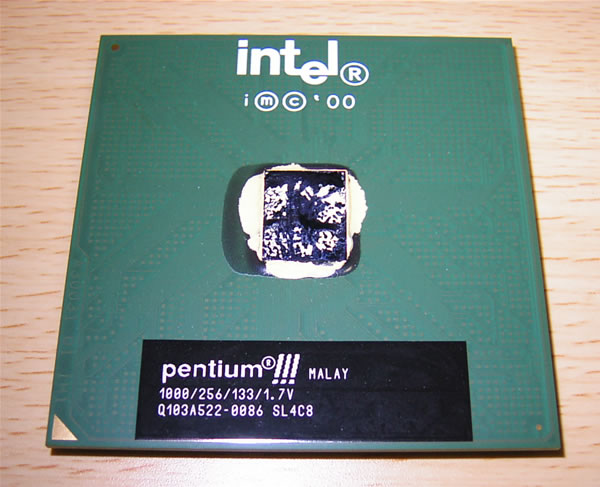 intel®
i ⓜ ⓒ '00
pentium®!!! MALAY
1000/256/133/1.7V
Q103A522-0086 SL4C8